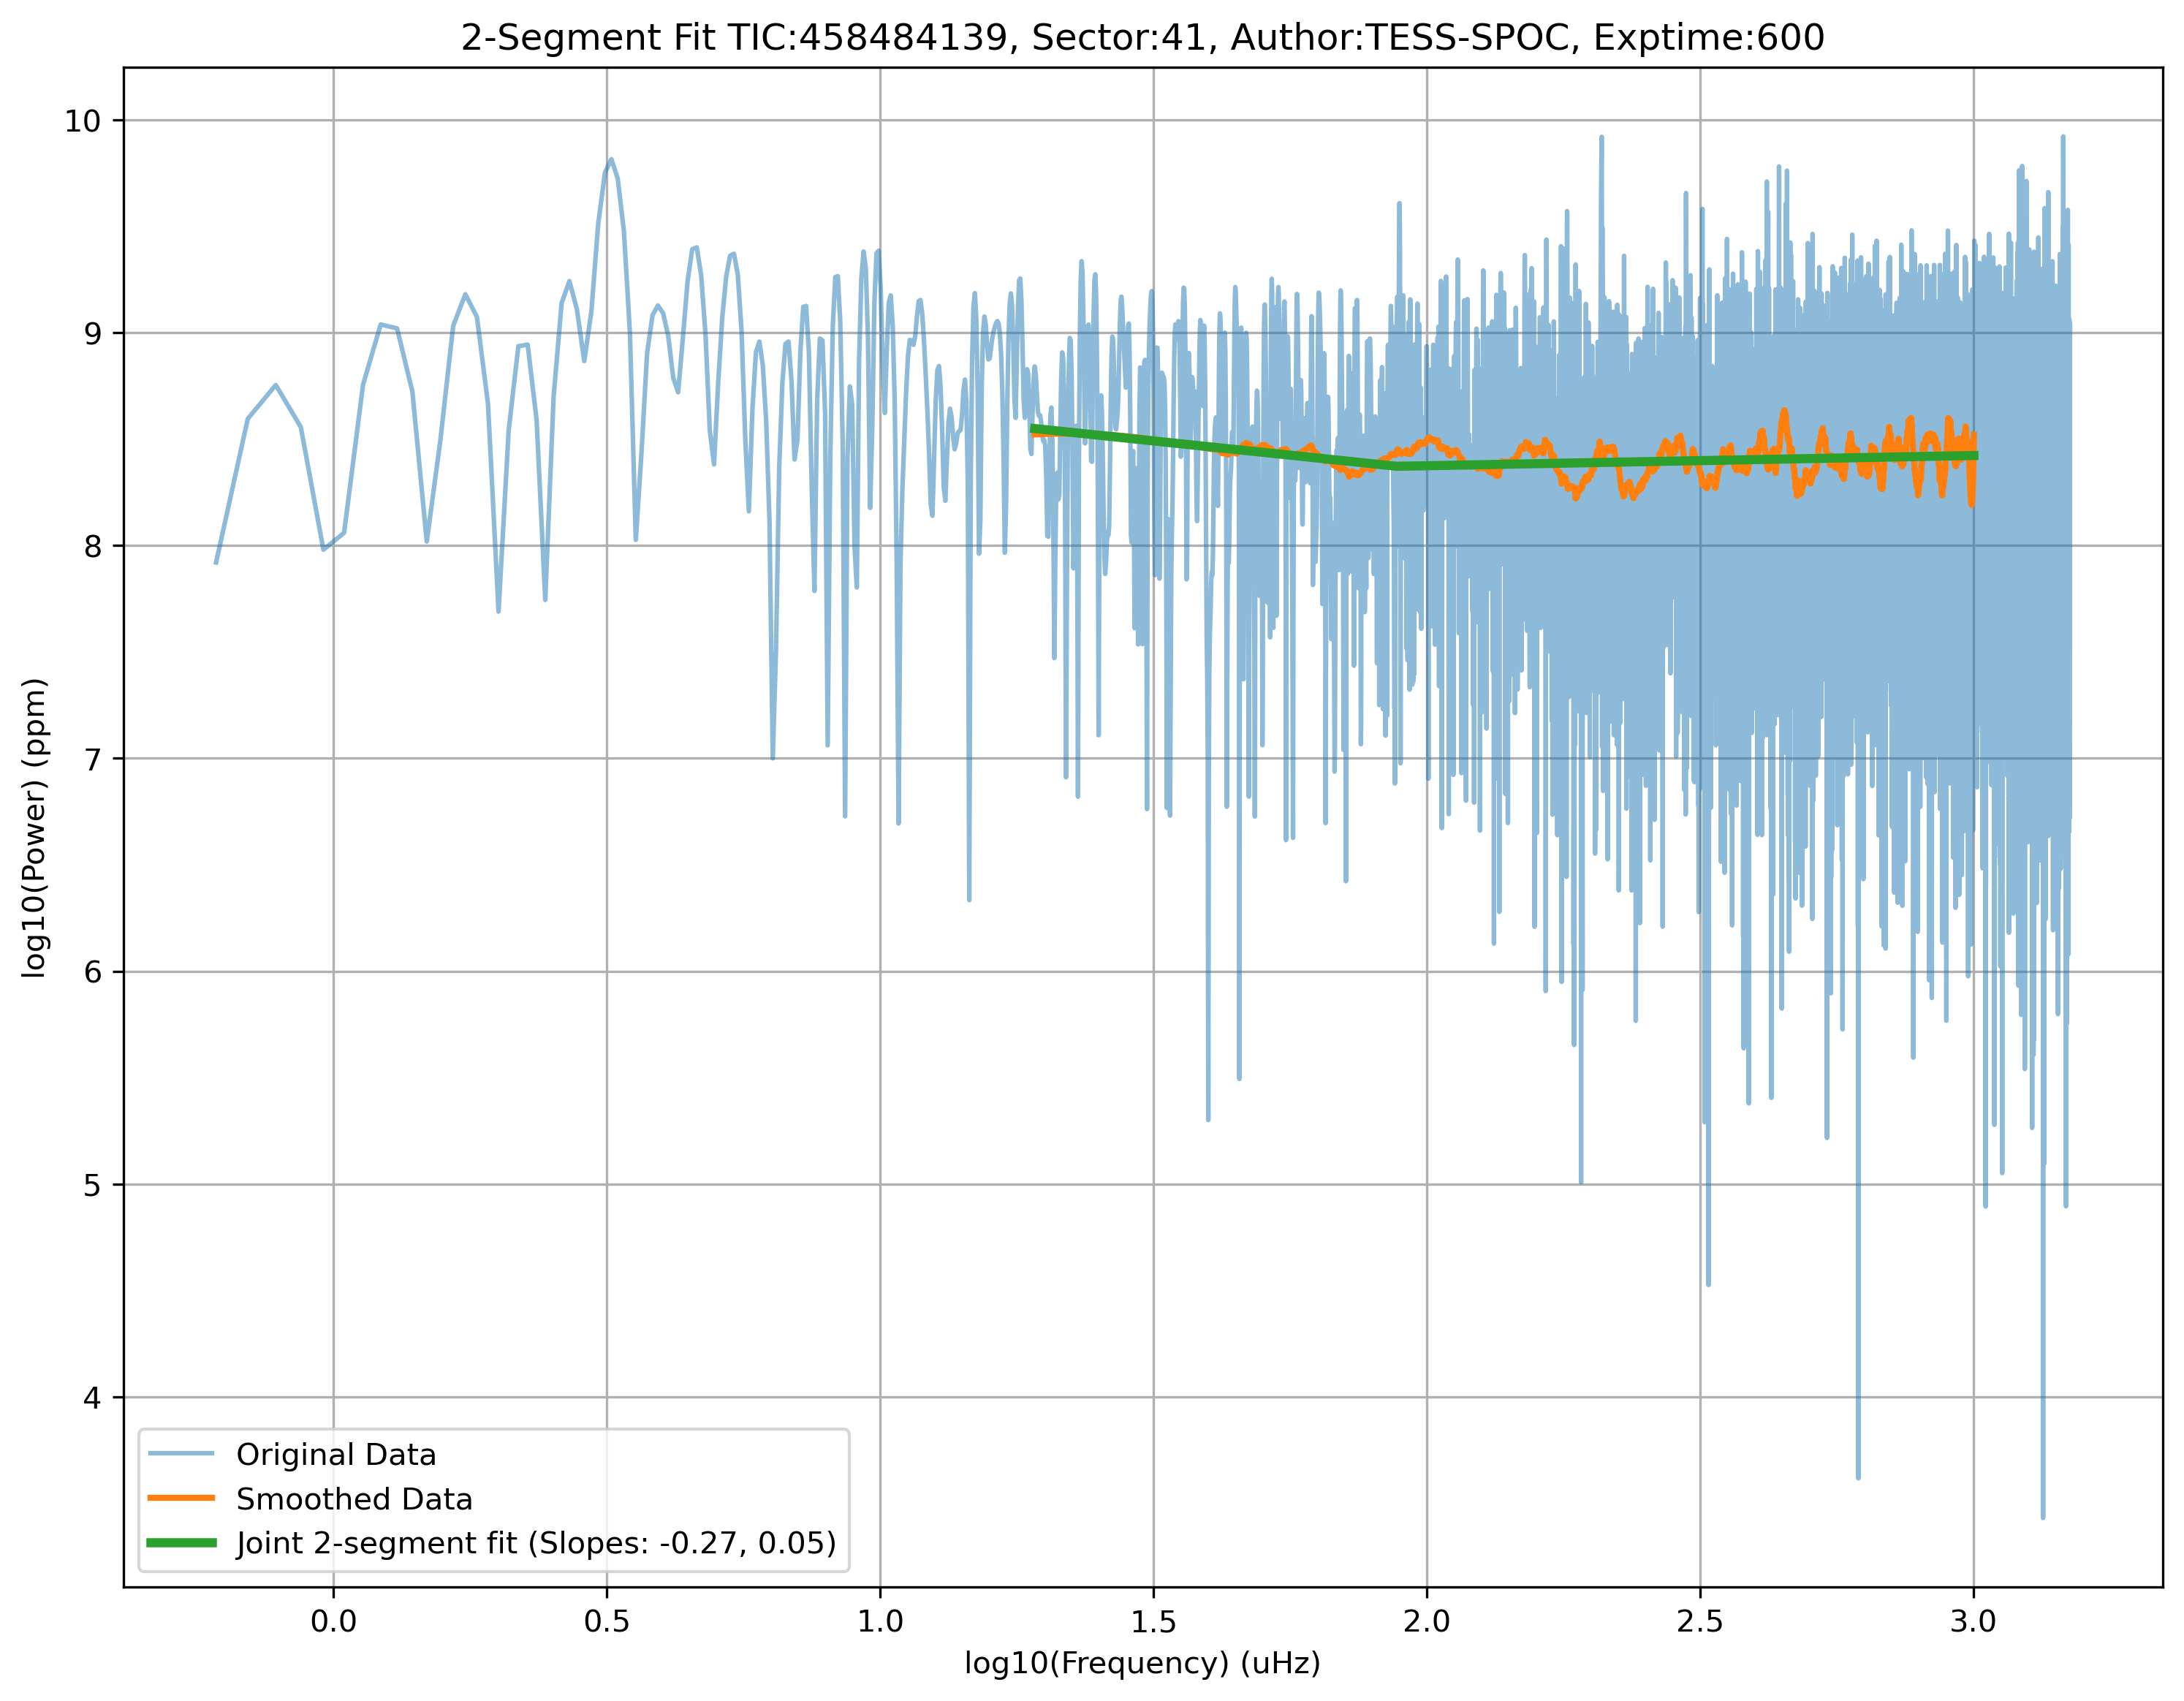 2-Segment Fit TIC:458484139, Sector:41, Author:TESS-SPOC, Exptime:600
log10(Power) (ppm)
10
9
8
7
6
5
4
Original Data
Smoothed Data
Joint 2-segment fit (Slopes: -0.27, 0.05)
0.0 0.5 1.0 1.5 2.0 2.5 3.0
log10(Frequency) (uHz)